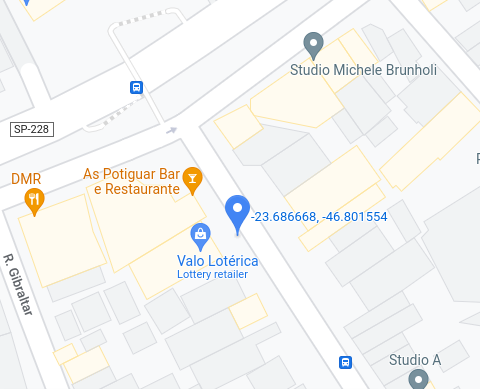 Studio Michele Brunholi
SP-228
As Potiguar Bar
e Restaurante
DMR
-23.686668, -46.801554
Valo Lotérica
Lottery retailer
R. Gibraltar
Studio A